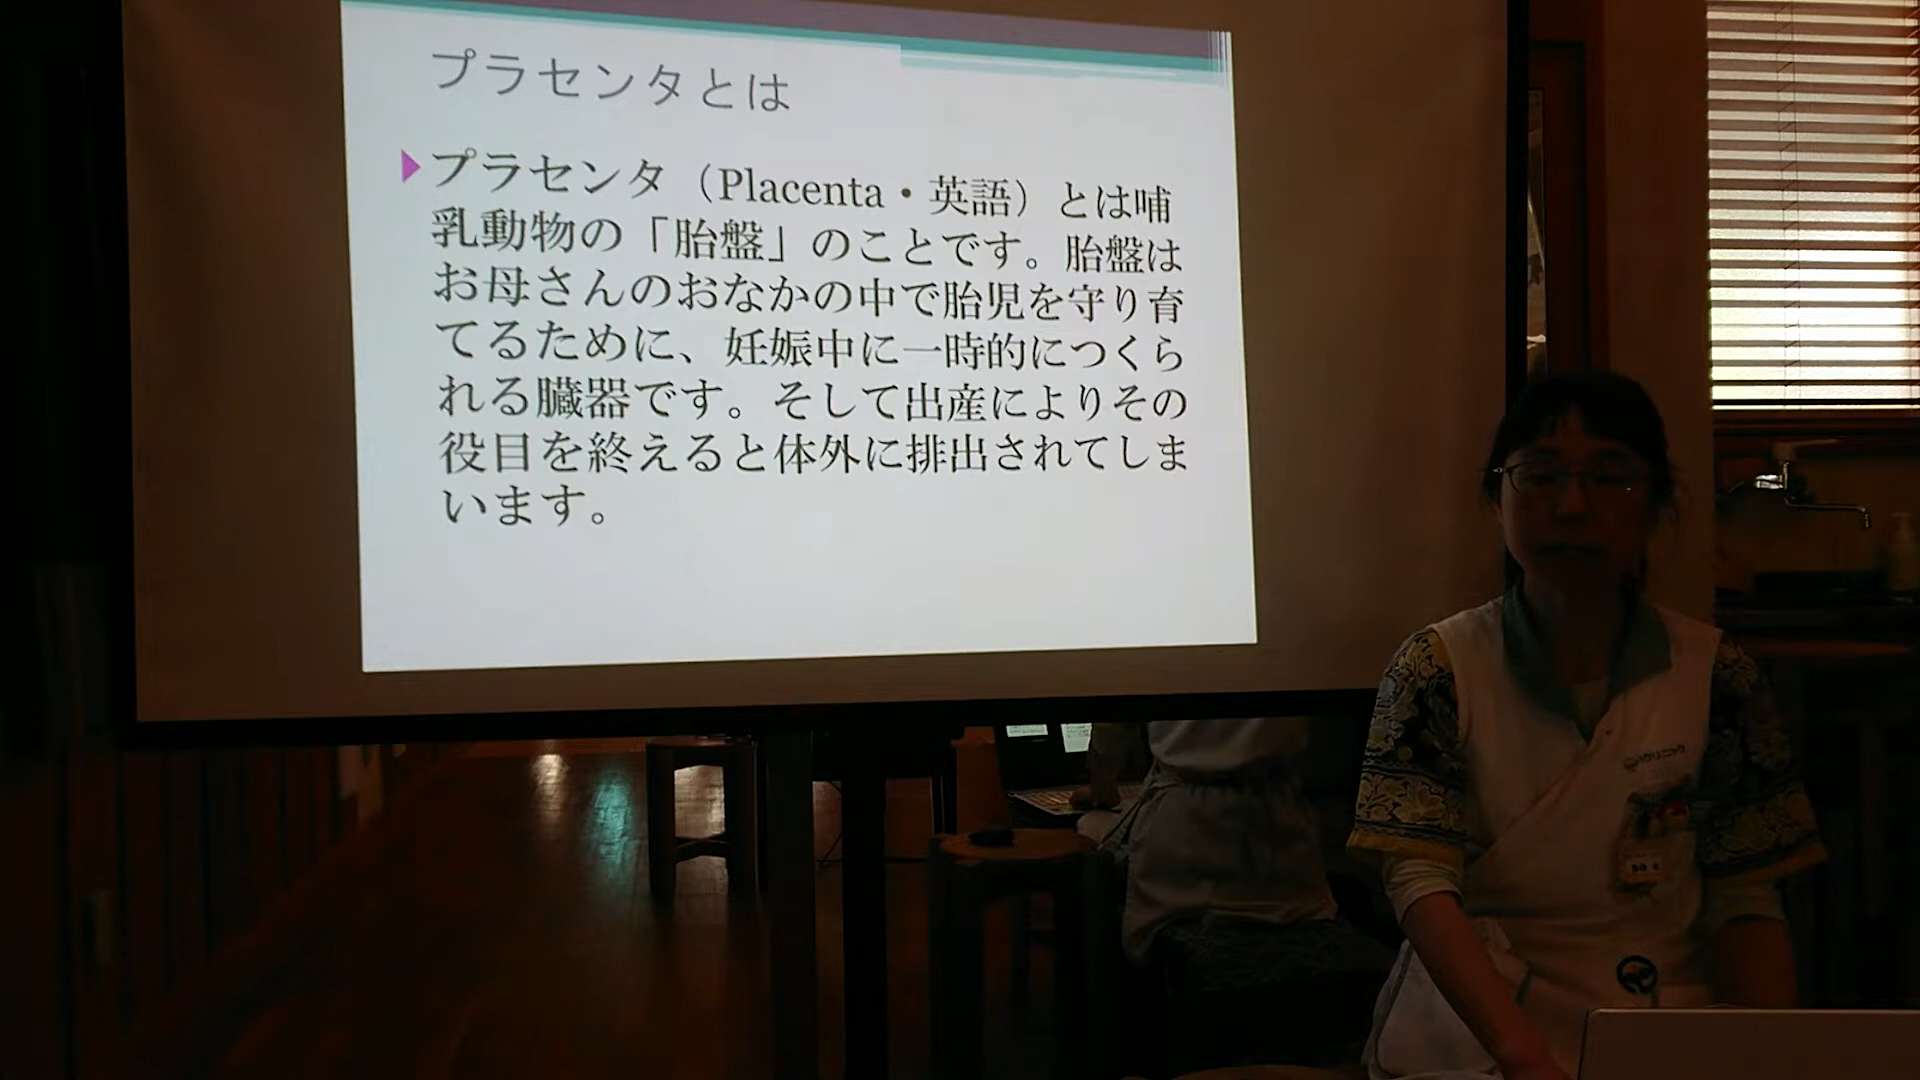 プラセンタとは
プラセンタ（Placenta・英語）とは哺
乳動物の「胎盤」のことです。胎盤は
お母さんのおなかの中で胎児を守り育
てるために、妊娠中に一時的につくら
れる臓器です。そして出産によりその
役目を終えると体外に排出されてしま
います。
クリニック